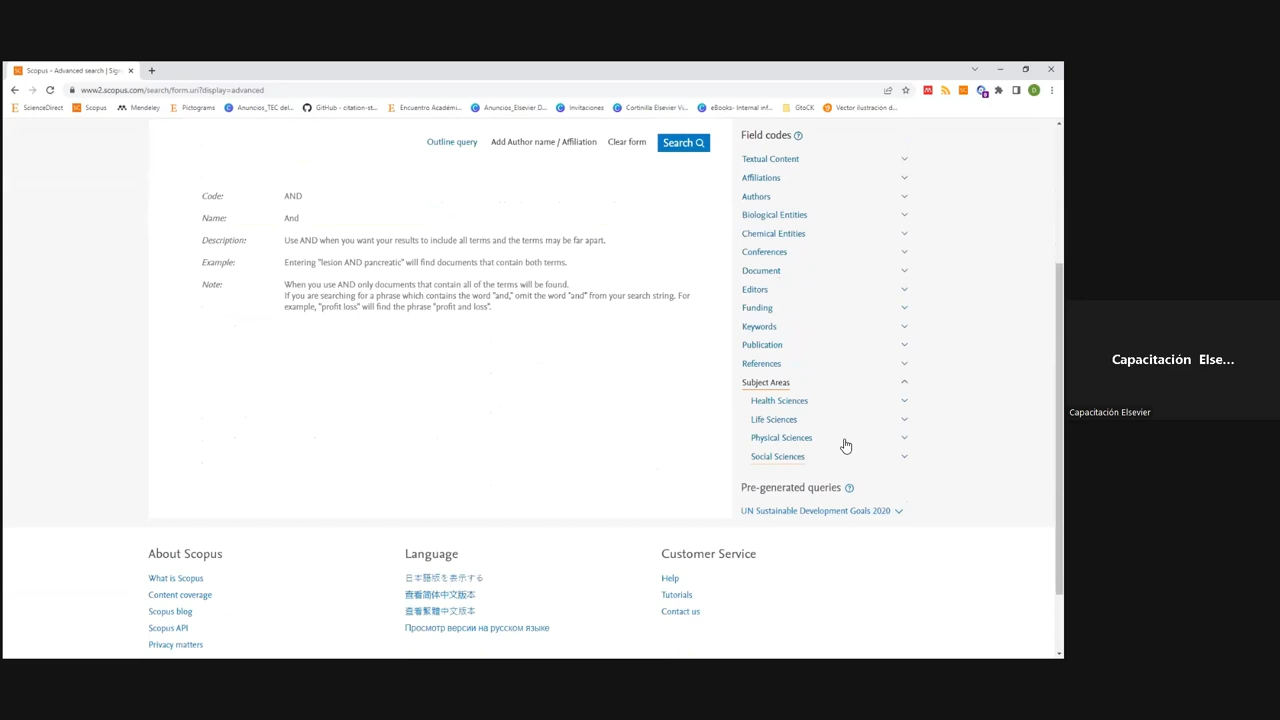 Scopus - Advanced search | Sig
www2.scopus.com/search/form.uri?display=advanced
ScienceDirect
Scopus
Mendeley
Pictograms
Anuncios_TEC del...
GitHub - citation-st...
Encuentro Académi...
Anuncios_Elsevier D...
Invitaciones
Cortinilla Elsevier Vi...
eBooks- Internal inf...
GtoCK
Vector ilustracion d...
Outline query
Add Author name / Affiliation
Clear form
Search
Code: AND
Name: And
Description: Use AND when you want your results to include all terms and the terms may be far apart.
Example: Entering "lesion AND pancreatic" will find documents that contain both terms.
Note: When you use AND only documents that contain all of the terms will be found.
If you are searching for a phrase which contains the word "and," omit the word "and" from your search string. For
example, "profit loss" will find the phrase "profit and loss".
Field codes
Textual Content
Affiliations
Authors
Biological Entities
Chemical Entities
Conferences
Document
Editors
Funding
Keywords
Publication
References
Subject Areas
Health Sciences
Life Sciences
Physical Sciences
Social Sciences
Pre-generated queries
UN Sustainable Development Goals 2020
About Scopus
What is Scopus
Content coverage
Scopus blog
Scopus API
Privacy matters
Language
日本語版を表示する
查看简体中文版本
查看繁體中文版本
Просмотр версии на русском языке
Customer Service
Help
Tutorials
Contact us
Capacitación Else...
Capacitación Elsevier